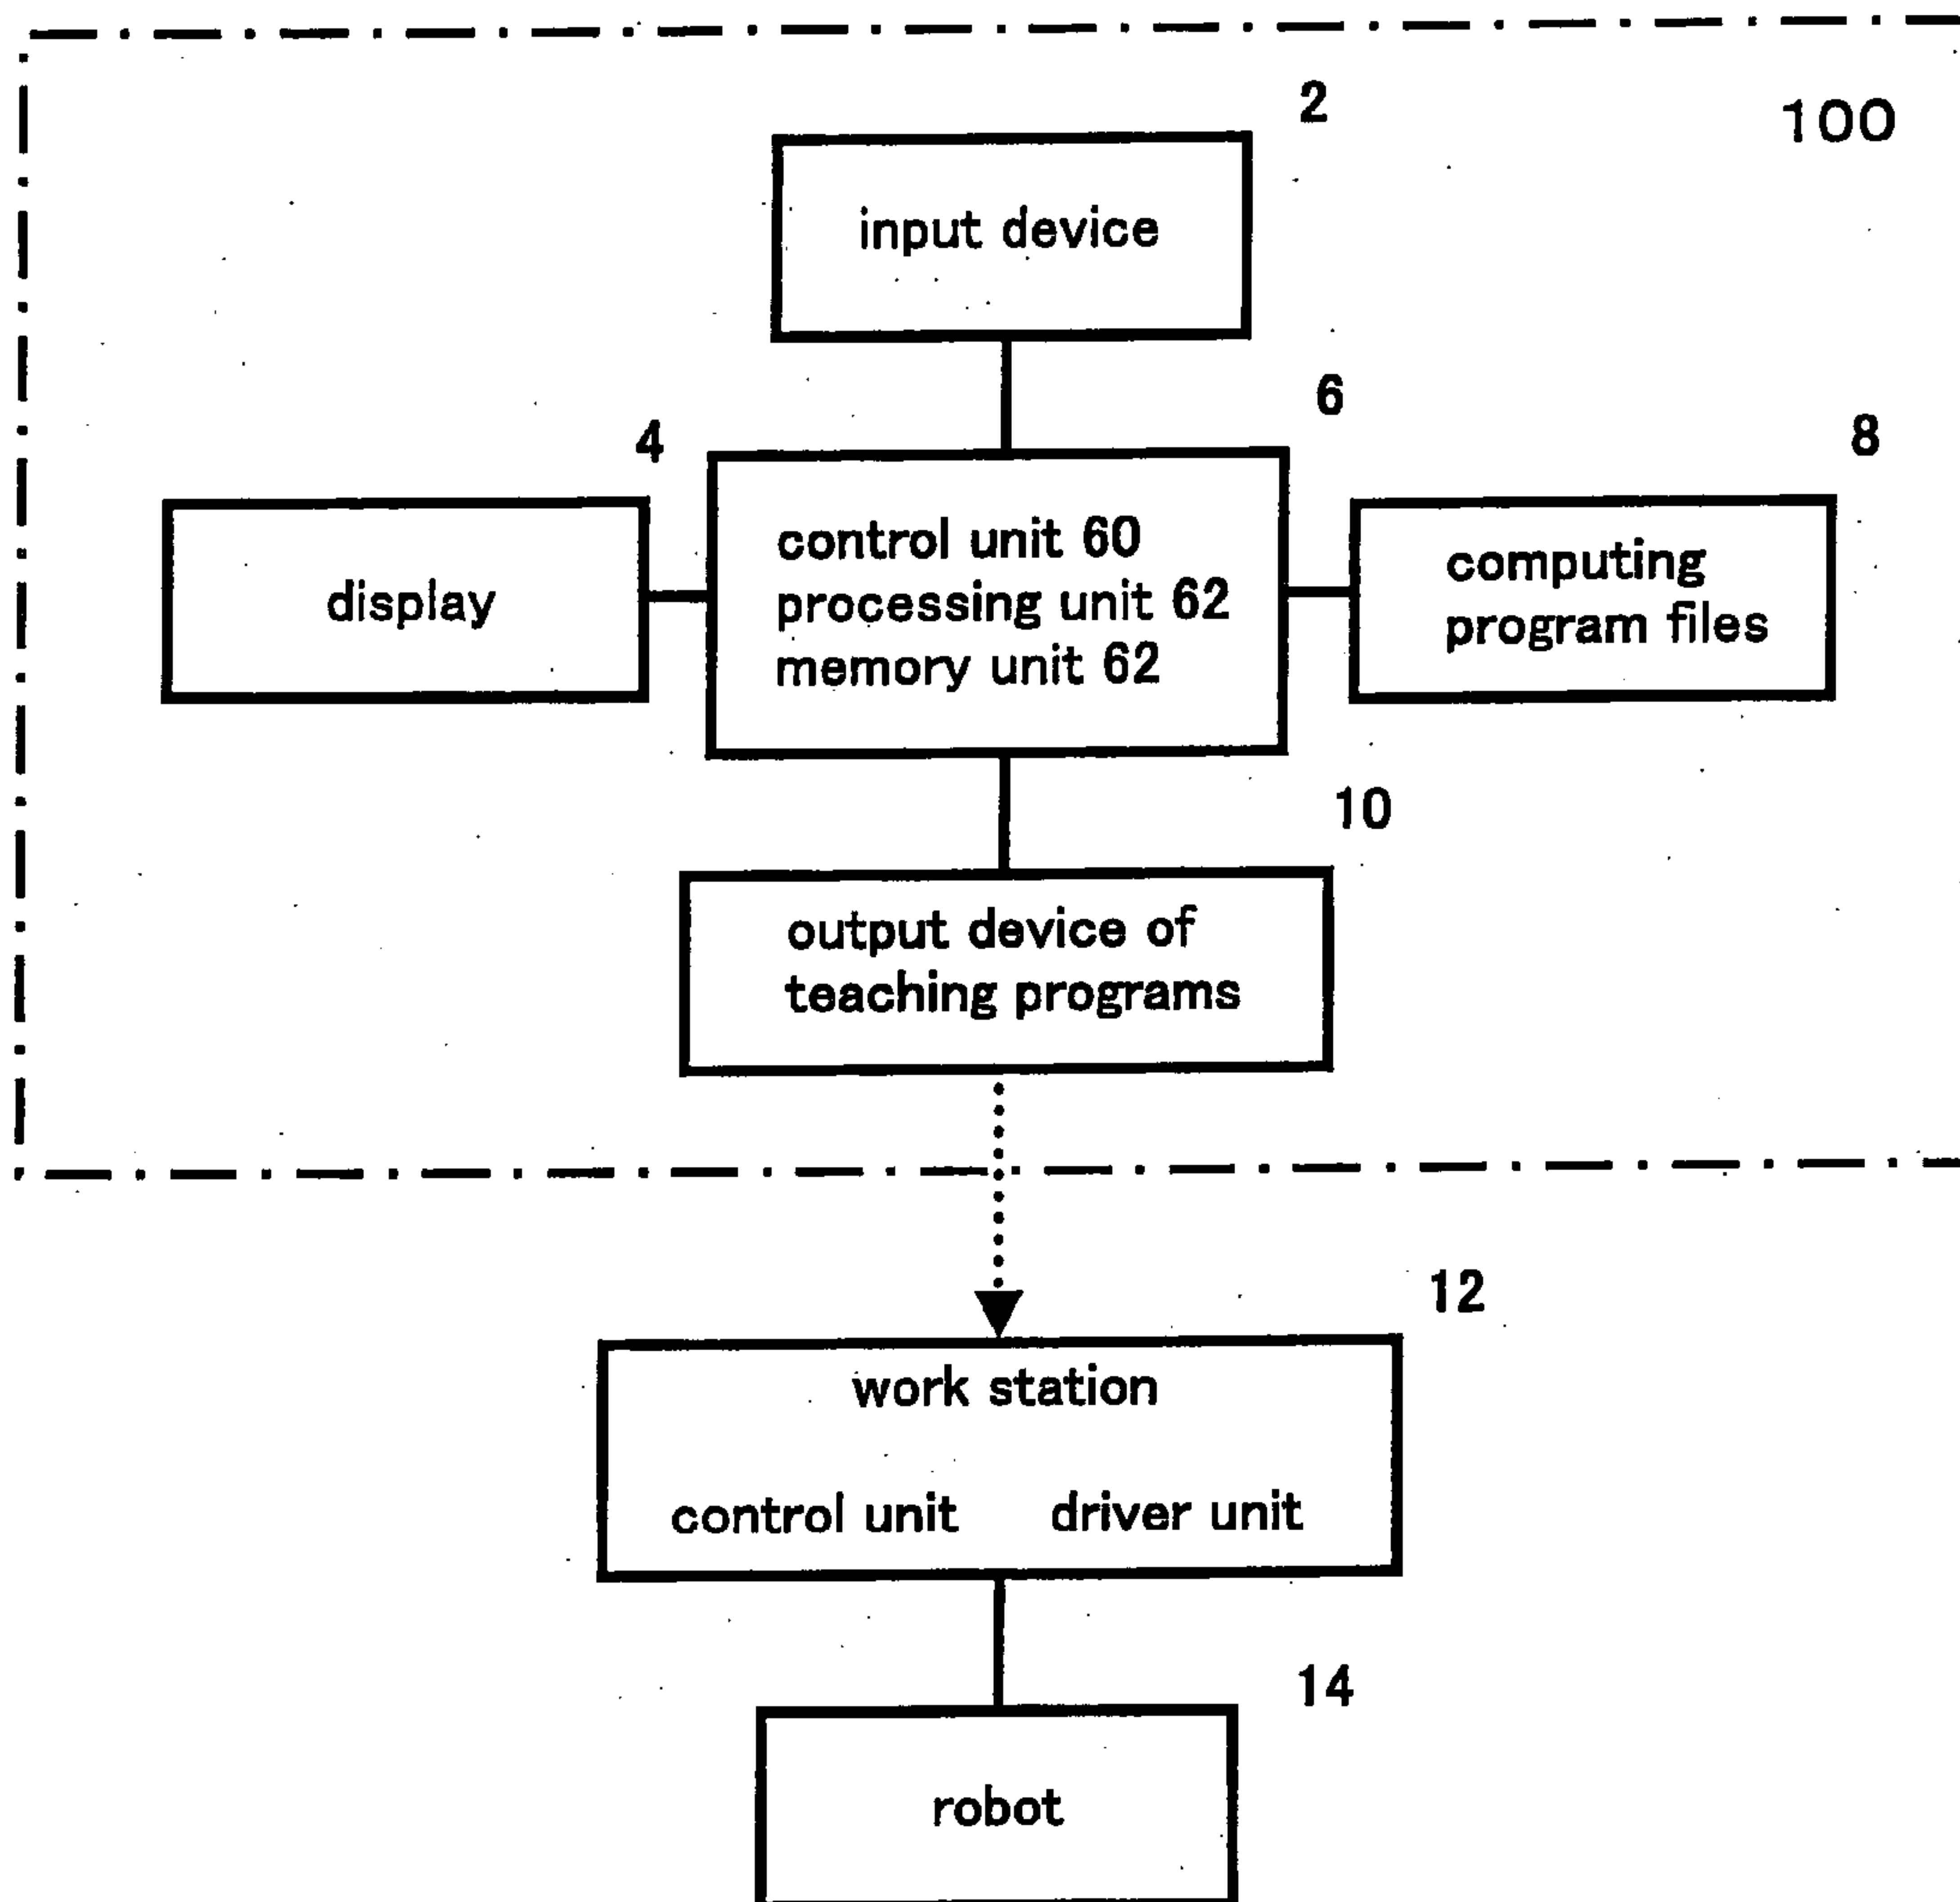 2
100
input device
6
4
8
control unit 60
processing unit 62
memory unit 62
display
computing
program files
10
output device of
teaching programs
12
work station
control unit driver unit
14
robot